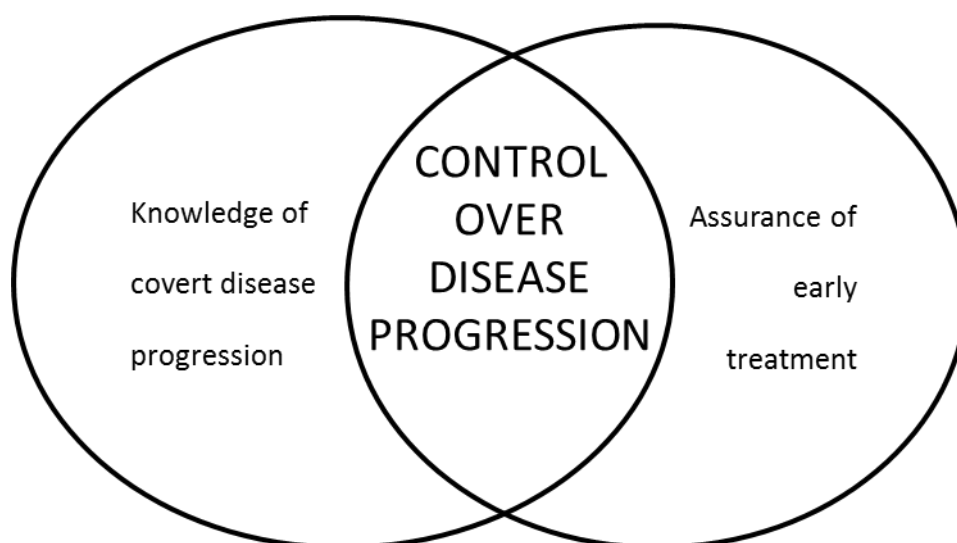 Knowledge of
covert disease
progression
CONTROL
OVER
DISEASE
PROGRESSION
Assurance of
early
treatment